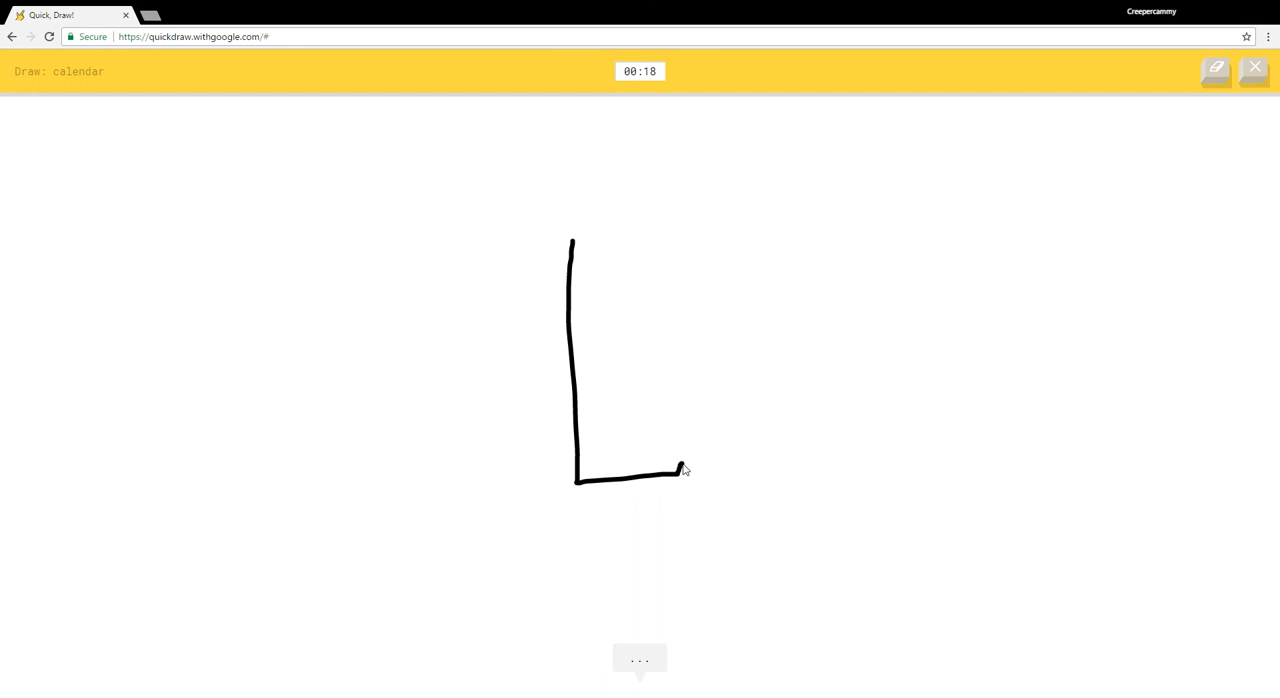 Quick, Draw!
Creepercammy
Secure
https://quickdraw.withgoogle.com/#
Draw: calendar
00:18
...